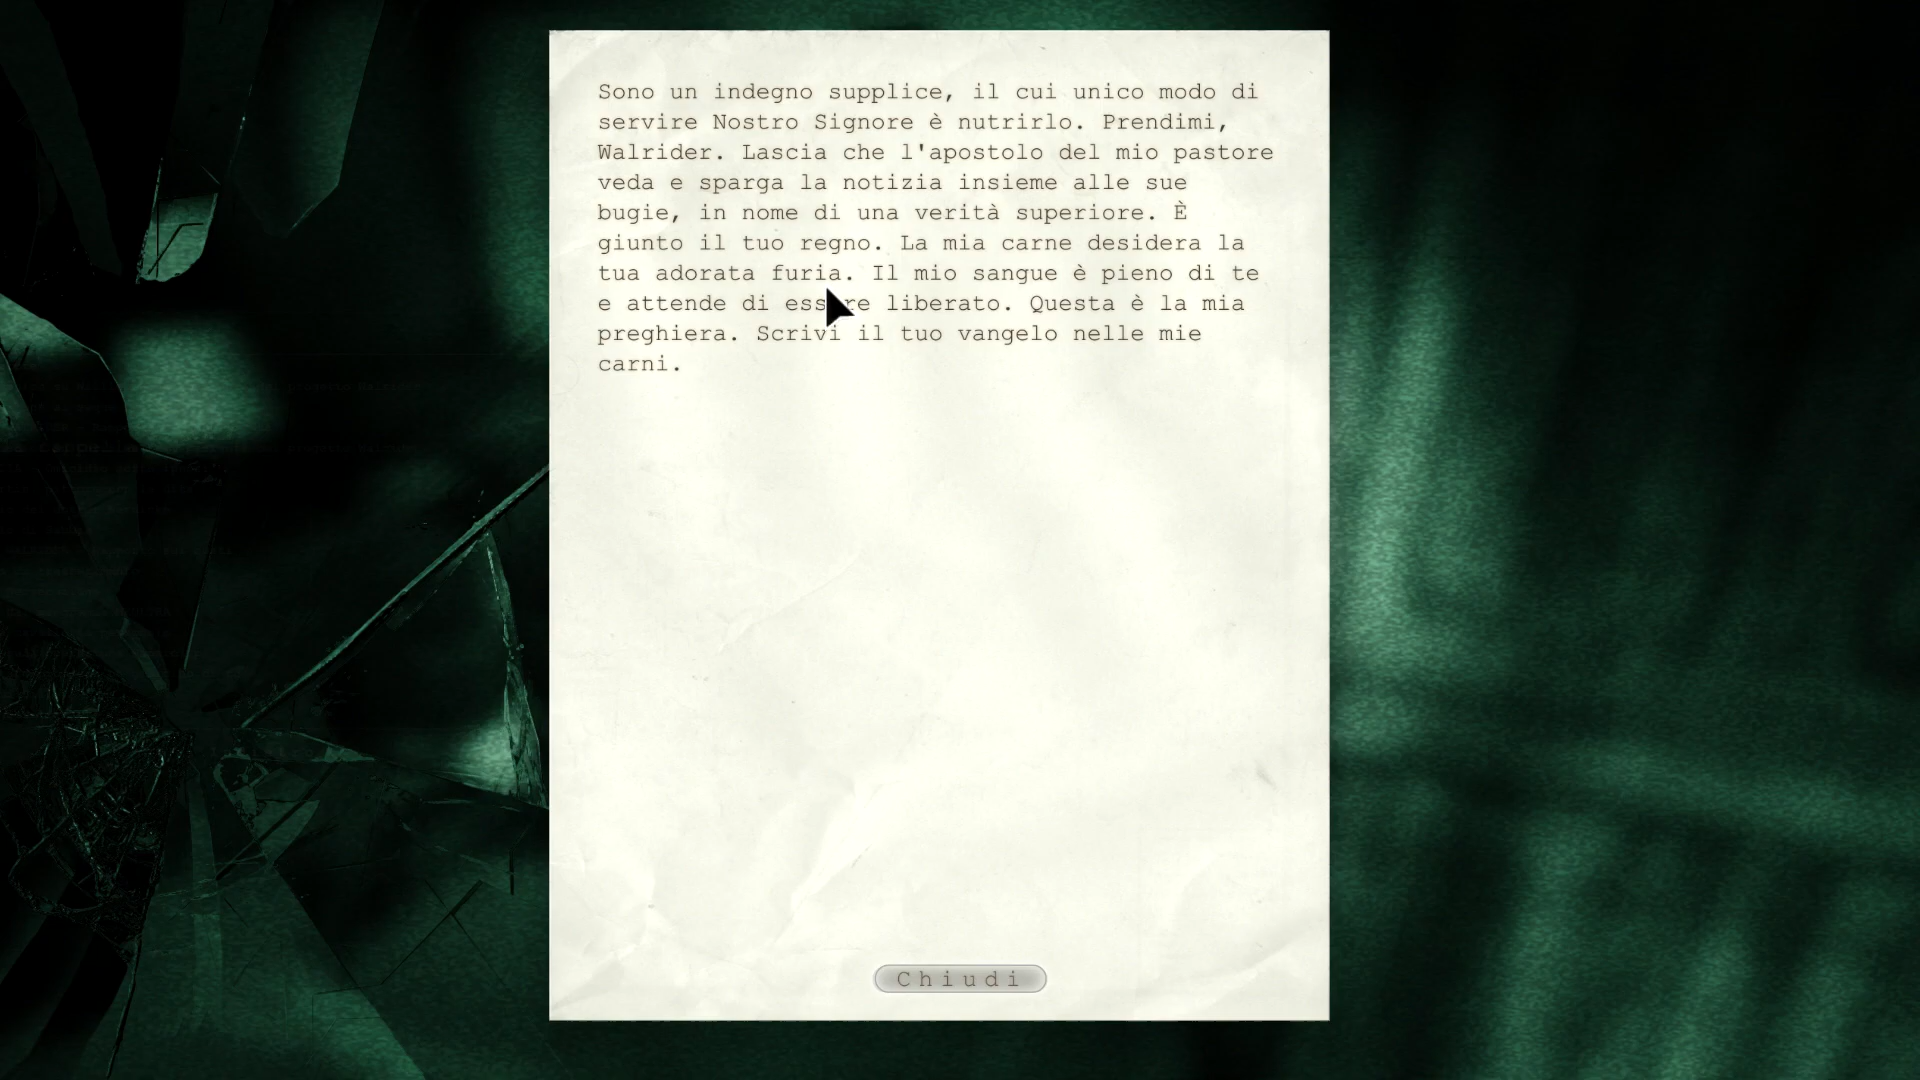 Sono un indegno supplice, il cui unico modo di
servire Nostro Signore è nutrirlo. Prendimi,
Walrider. Lascia che l'apostolo del mio pastore
veda e sparga la notizia insieme alle sue
bugie, in nome di una verità superiore. È
giunto il tuo regno. La mia carne desidera la
tua adorata furia. Il mio sangue è pieno di te
e attende di essere liberato. Questa è la mia
preghiera. Scrivi il tuo vangelo nelle mie
carni.
Chiudi